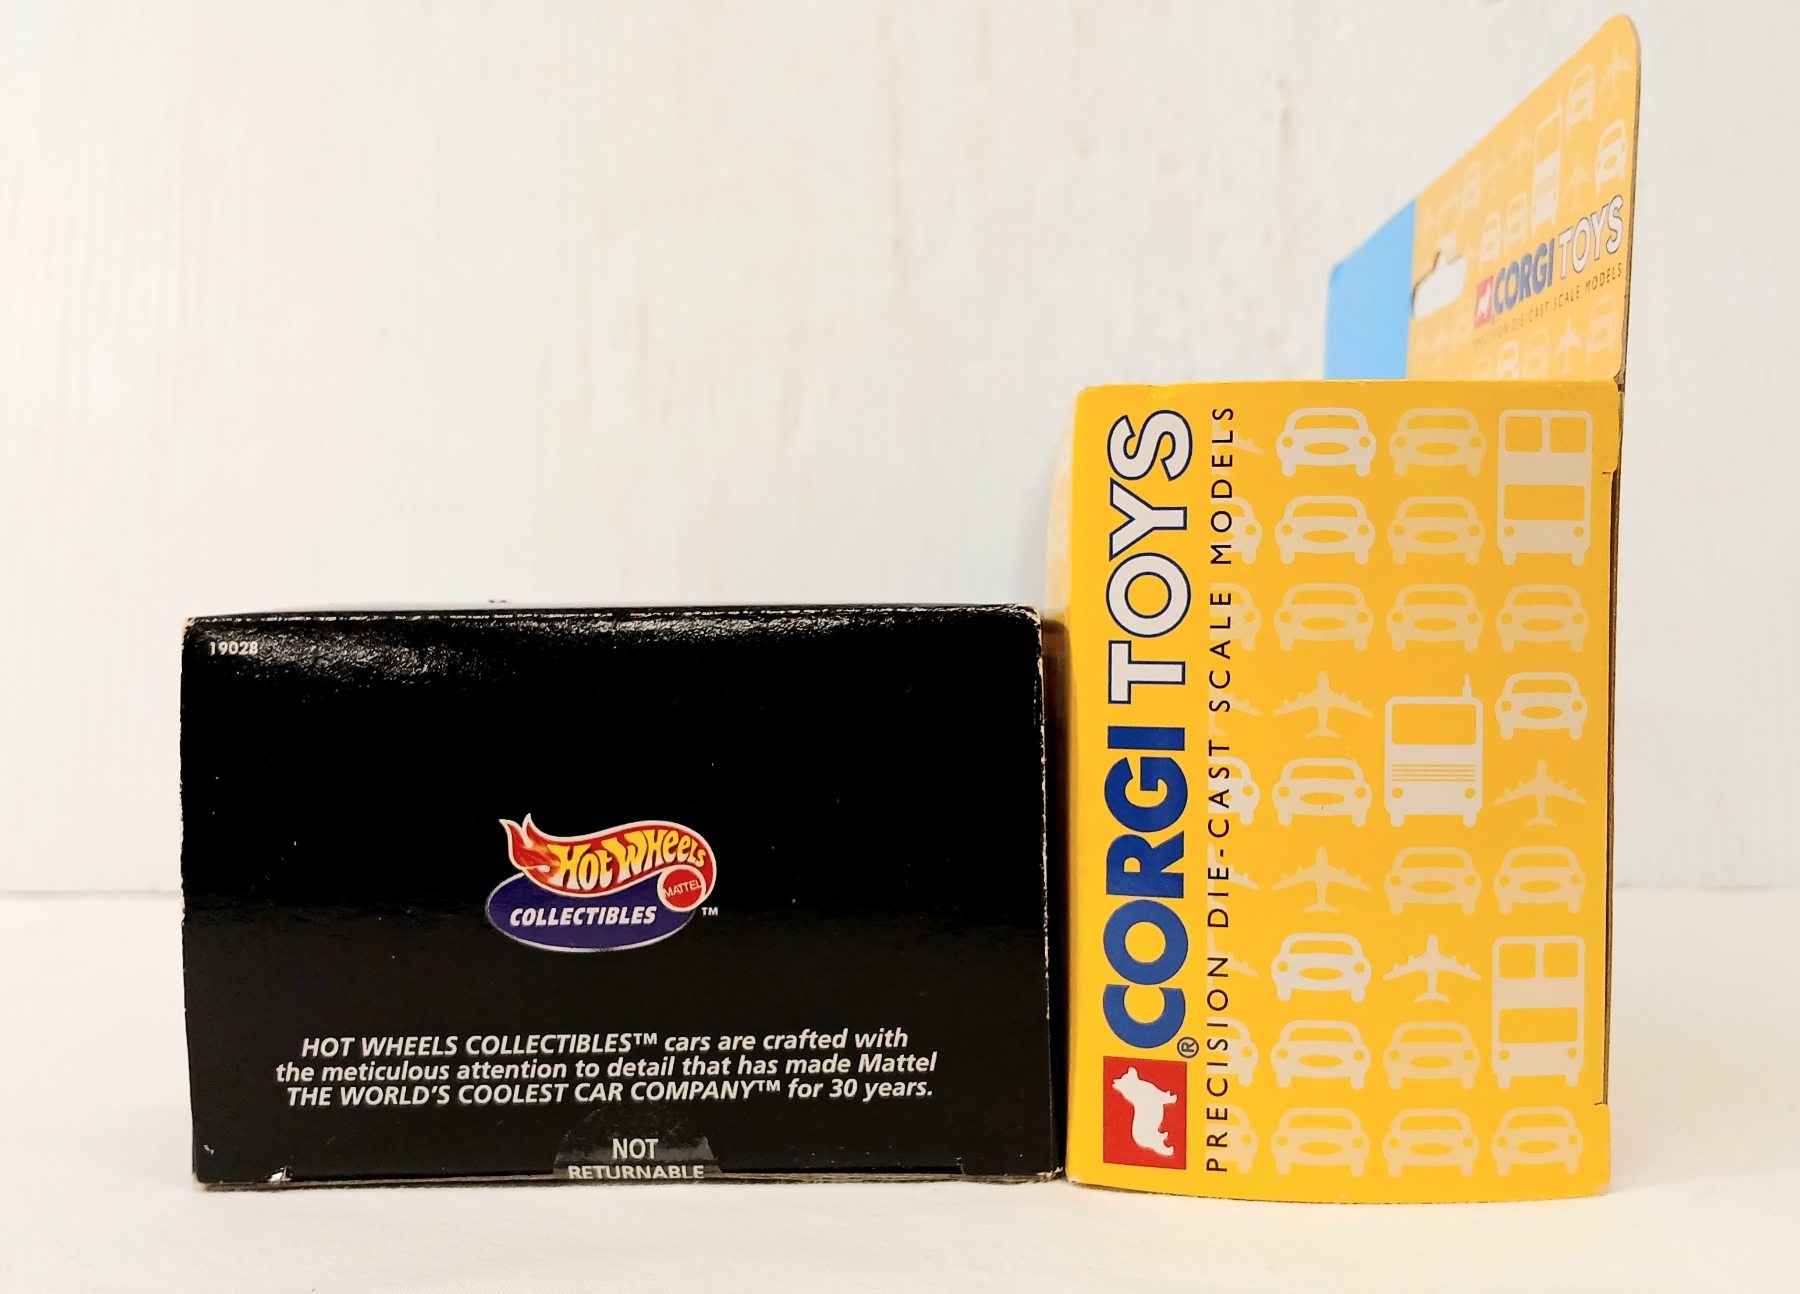 19028
HOT WHEELS
MATTEL
COLLECTIBLES™
HOT WHEELS COLLECTIBLES™ cars are crafted with
the meticulous attention to detail that has made Mattel
THE WORLD'S COOLEST CAR COMPANY™ for 30 years.
NOT
RETURNABLE
CORGI TOYS
PRECISION DIE-CAST SCALE MODELS
CORGI TOYS
®
PRECISION DIE-CAST SCALE MODELS